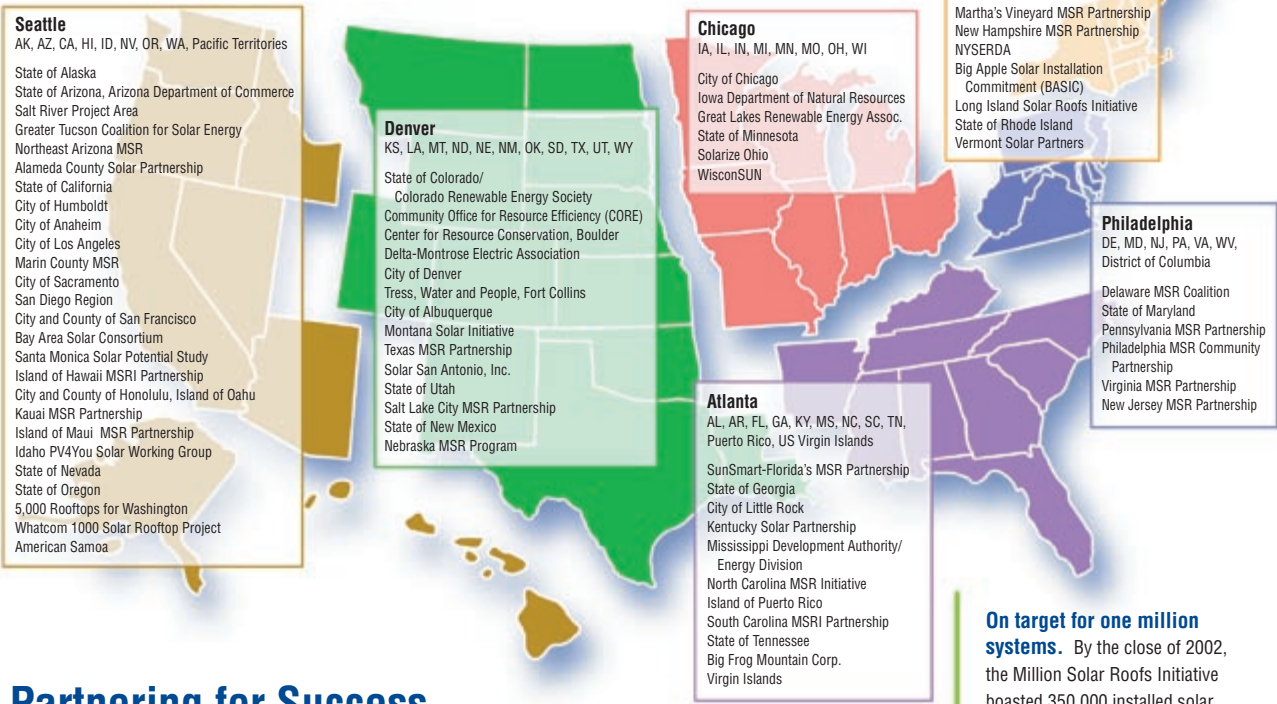 Seattle
AK, AZ, CA, HI, ID, NV, OR, WA, Pacific Territories
State of Alaska
State of Arizona, Arizona Department of Commerce
Salt River Project Area
Greater Tucson Coalition for Solar Energy
Northeast Arizona MSR
Alameda County Solar Partnership
State of California
City of Humboldt
City of Anaheim
City of Los Angeles
Marin County MSR
City of Sacramento
San Diego Region
City and County of San Francisco
Bay Area Solar Consortium
Santa Monica Solar Potential Study
Island of Hawaii MSRI Partnership
City and County of Honolulu, Island of Oahu
Kauai MSR Partnership
Island of Maui MSR Partnership
Idaho PV4You Solar Working Group
State of Nevada
State of Oregon
5,000 Rooftops for Washington
Whatcom 1000 Solar Rooftop Project
American Samoa
Denver
KS, LA, MT, ND, NE, NM, OK, SD, TX, UT, WY
State of Colorado/
Colorado Renewable Energy Society
Community Office for Resource Efficiency (CORE)
Center for Resource Conservation, Boulder
Delta-Montrose Electric Association
City of Denver
Tress, Water and People, Fort Collins
City of Albuquerque
Montana Solar Initiative
Texas MSR Partnership
Solar San Antonio, Inc.
State of Utah
Salt Lake City MSR Partnership
State of New Mexico
Nebraska MSR Program
Chicago
IA, IL, IN, MI, MN, MO, OH, WI
City of Chicago
Iowa Department of Natural Resources
Great Lakes Renewable Energy Assoc.
State of Minnesota
Solarize Ohio
WisconSUN
Martha's Vineyard MSR Partnership
New Hampshire MSR Partnership
NYSERDA
Big Apple Solar Installation
Commitment (BASIC)
Long Island Solar Roofs Initiative
State of Rhode Island
Vermont Solar Partners
Philadelphia
DE, MD, NJ, PA, VA, WV,
District of Columbia
Delaware MSR Coalition
State of Maryland
Pennsylvania MSR Partnership
Philadelphia MSR Community
Partnership
Virginia MSR Partnership
New Jersey MSR Partnership
Atlanta
AL, AR, FL, GA, KY, MS, NC, SC, TN,
Puerto Rico, US Virgin Islands
SunSmart-Florida's MSR Partnership
State of Georgia
City of Little Rock
Kentucky Solar Partnership
Mississippi Development Authority/
Energy Division
North Carolina MSR Initiative
Island of Puerto Rico
South Carolina MSRI Partnership
State of Tennessee
Big Frog Mountain Corp.
Virgin Islands
Partnering for Success
On target for one million
systems. By the close of 2002,
the Million Solar Roofs Initiative
boasted 350,000 installed solar